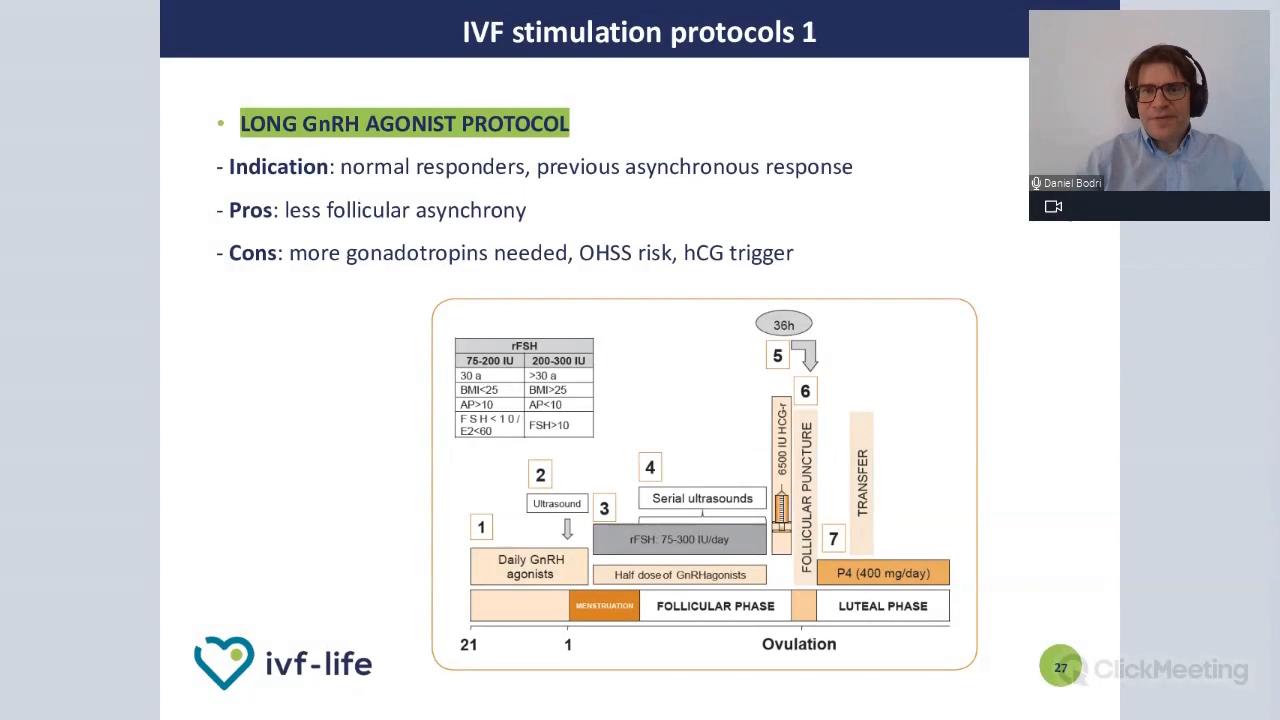 IVF stimulation protocols 1
Daniel Bodri
• LONG GnRH AGONIST PROTOCOL
- Indication: normal responders, previous asynchronous response
- Pros: less follicular asynchrony
- Cons: more gonadotropins needed, OHSS risk, hCG trigger
36h
rFSH
75-200 IU 200-300 IU
30 a >30 a
BMI<25 BMI>25
AP>10 AP<10
F S H < 1 0 / FSH>10
E2<60
5
6
6500 IU HCG-r
FOLLICULAR PUNCTURE
TRANSFER
4
2
Serial ultrasounds
Ultrasound
3
1
rFSH: 75-300 IU/day
7
Daily GnRH
agonists
Half dose of GnRHagonists
P4 (400 mg/day)
MENSTRUATION
FOLLICULAR PHASE
LUTEAL PHASE
21 1 Ovulation
ivf-life
27
ClickMeeting